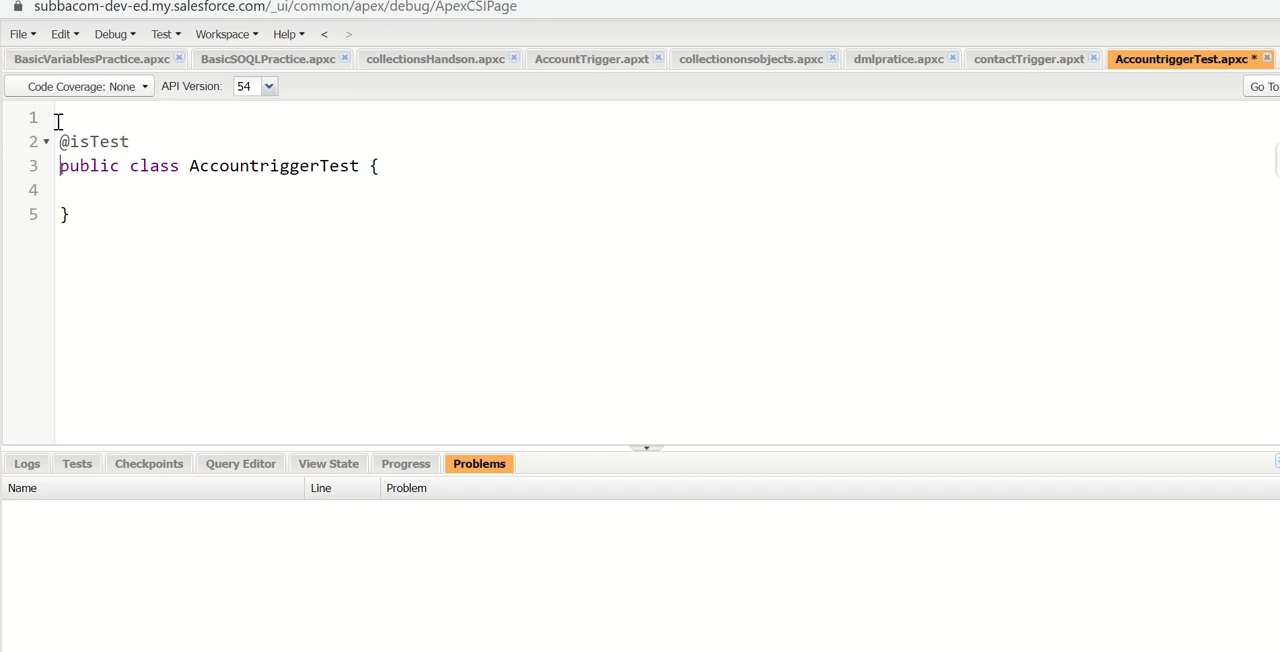 subbacom-dev-ed.my.salesforce.com/_ui/common/apex/debug/ApexCSIPage
File Edit Debug Test Workspace Help < >
BasicVariablesPractice.apxc BasicSOQLPractice.apxc collectionsHandson.apxc AccountTrigger.apxt collectiononsobjects.apxc dmlpratice.apxc contactTrigger.apxt AccountriggerTest.apxc *
Code Coverage: None API Version: 54 Go To
1
2 @isTest
3 public class AccountriggerTest {
4
5 }
Logs Tests Checkpoints Query Editor View State Progress Problems
Name Line Problem